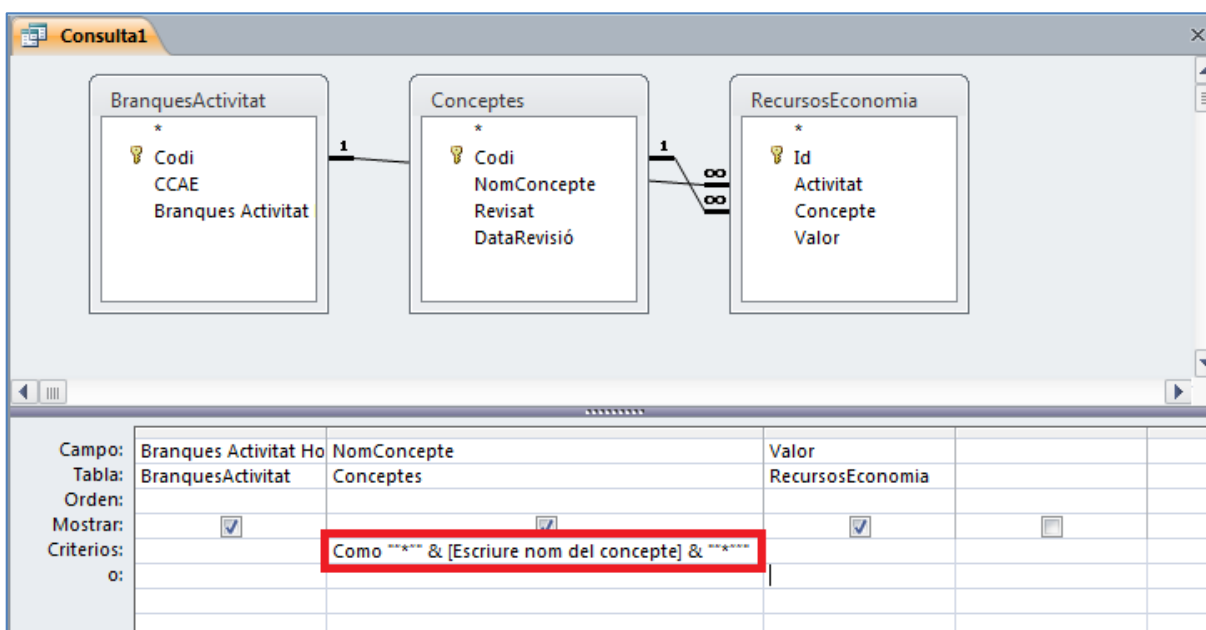 Consulta1
BranquesActivitat
*
Codi
CCAE
Branques Activitat
1
Conceptes
*
Codi
NomConcepte
Revisat
DataRevisió
1
∞
∞
RecursosEconomia
*
Id
Activitat
Concepte
Valor
Campo: Branques Activitat Ho NomConcepte Valor
Tabla: BranquesActivitat Conceptes RecursosEconomia
Orden:
Mostrar:
Criterios: Como ""*"" & [Escriure nom del concepte] & ""*"""
o: